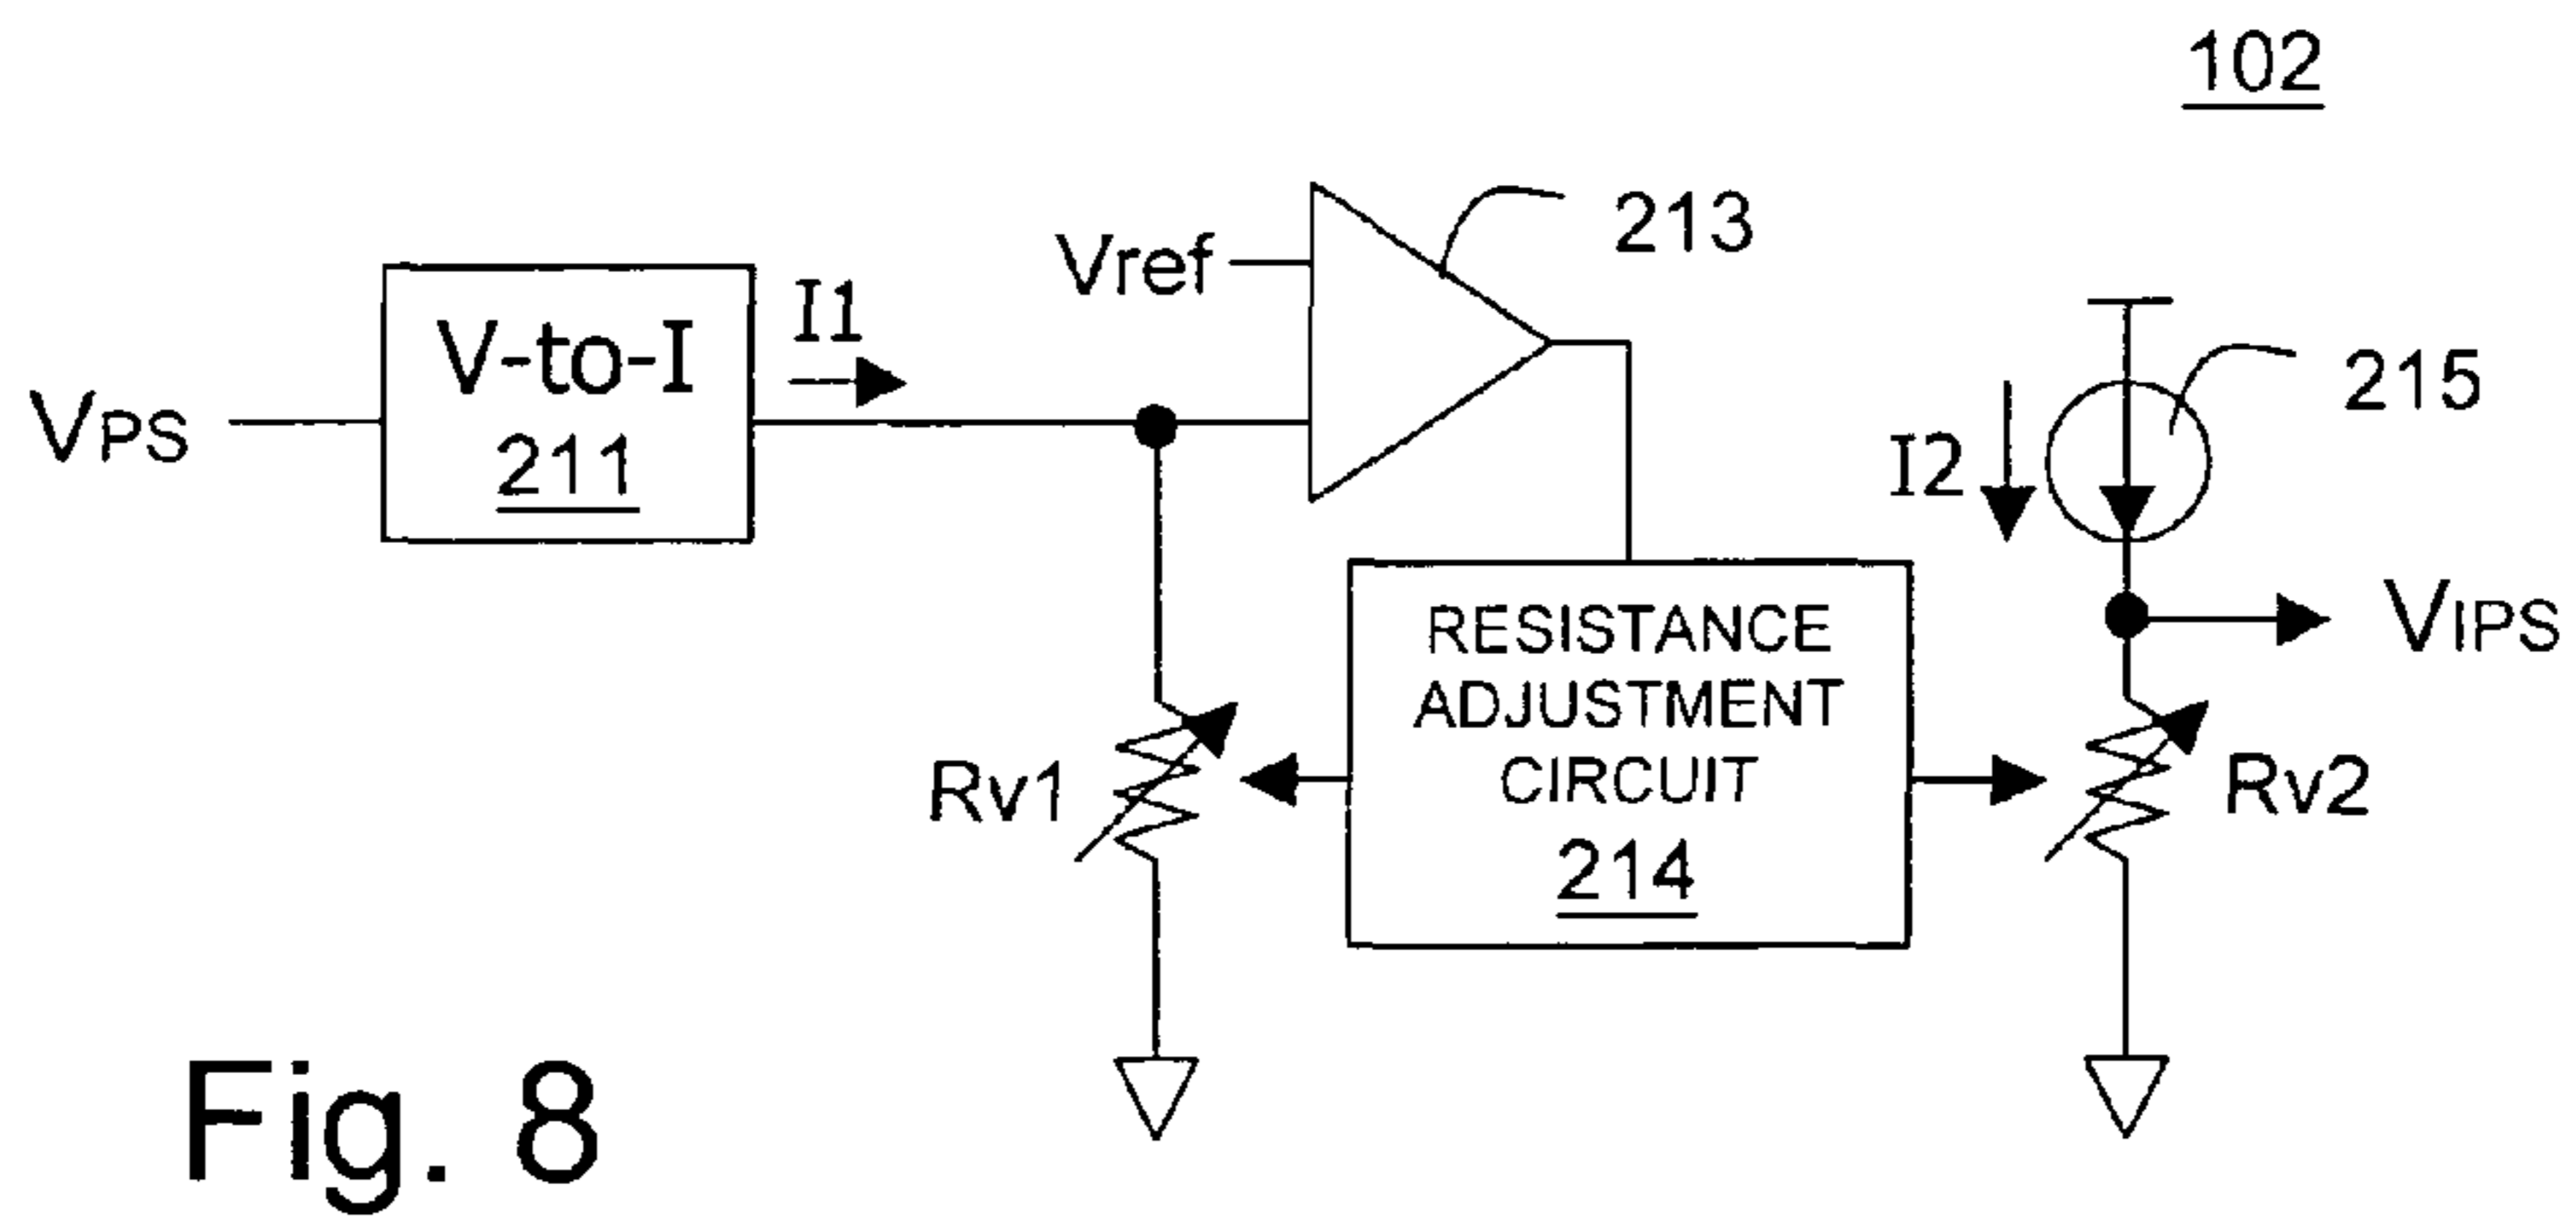 102
213
Vref
I1
V-to-I
211
VPS
215
I2
VIPS
RESISTANCE
ADJUSTMENT
CIRCUIT
214
Rv1
Rv2
Fig. 8